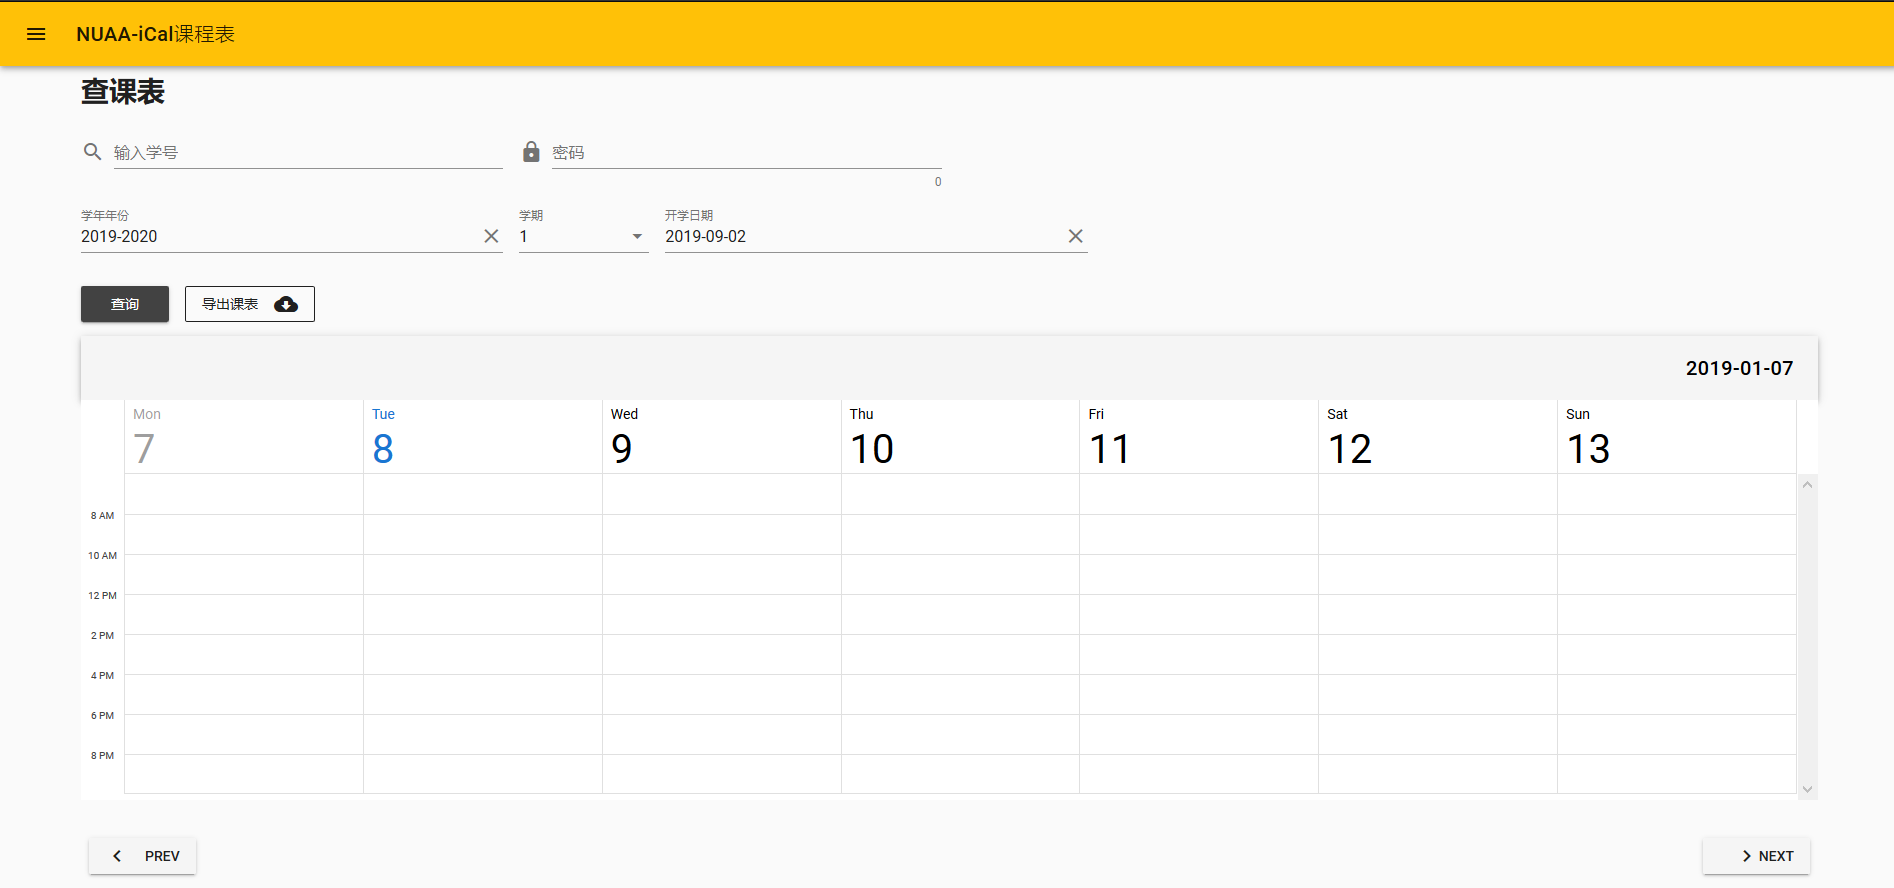 NUAA-iCal课程表
查课表
输入学号 密码
0
学年年份 学期 开学日期
2019-2020 1 2019-09-02
查询 导出课表
2019-01-07
Mon Tue Wed Thu Fri Sat Sun
7 8 9 10 11 12 13
8 AM
10 AM
12 PM
2 PM
4 PM
6 PM
8 PM
PREV NEXT